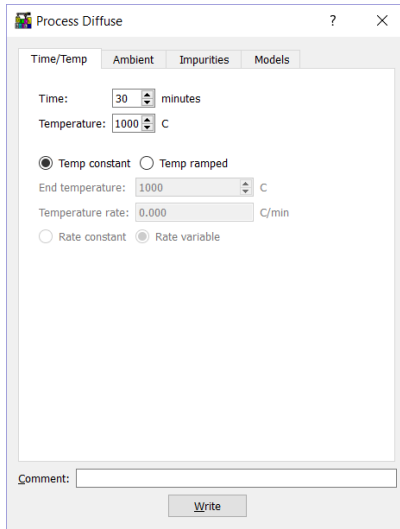 Process Diffuse ?
Time/Temp Ambient Impurities Models
Time: 30 minutes
Temperature: 1000 C
Temp constant Temp ramped
End temperature: 1000 C
Temperature rate: 0.000 C/min
Rate constant Rate variable
Comment:
Write